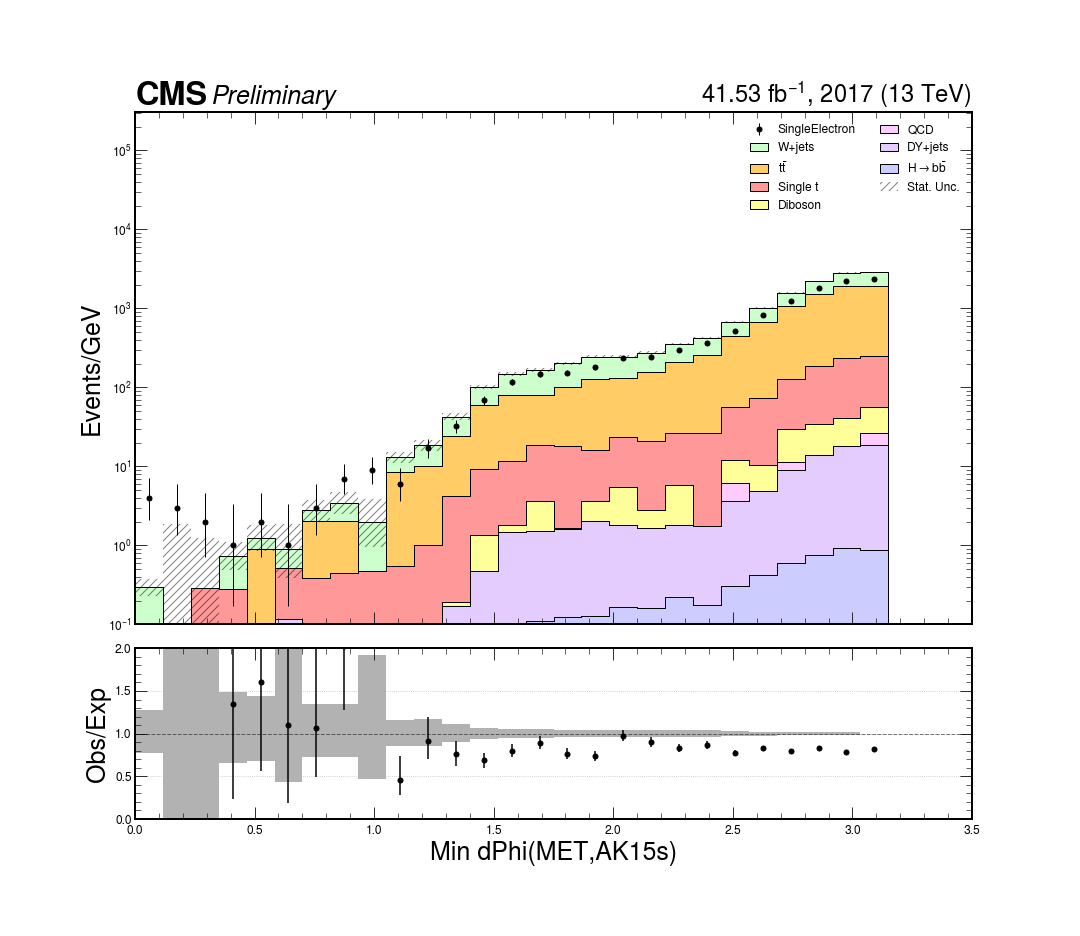 CMS Preliminary
41.53 fb⁻¹, 2017 (13 TeV)
SingleElectron
W+jets
tt̄
Single t
Diboson
QCD
DY+jets
H→bb̄
Stat. Unc.
Events/GeV
10⁵
10⁴
10³
10²
10¹
10⁰
10⁻¹
Obs/Exp
2.0
1.5
1.0
0.5
0.0
0.0 0.5 1.0 1.5 2.0 2.5 3.0 3.5
Min dPhi(MET,AK15s)